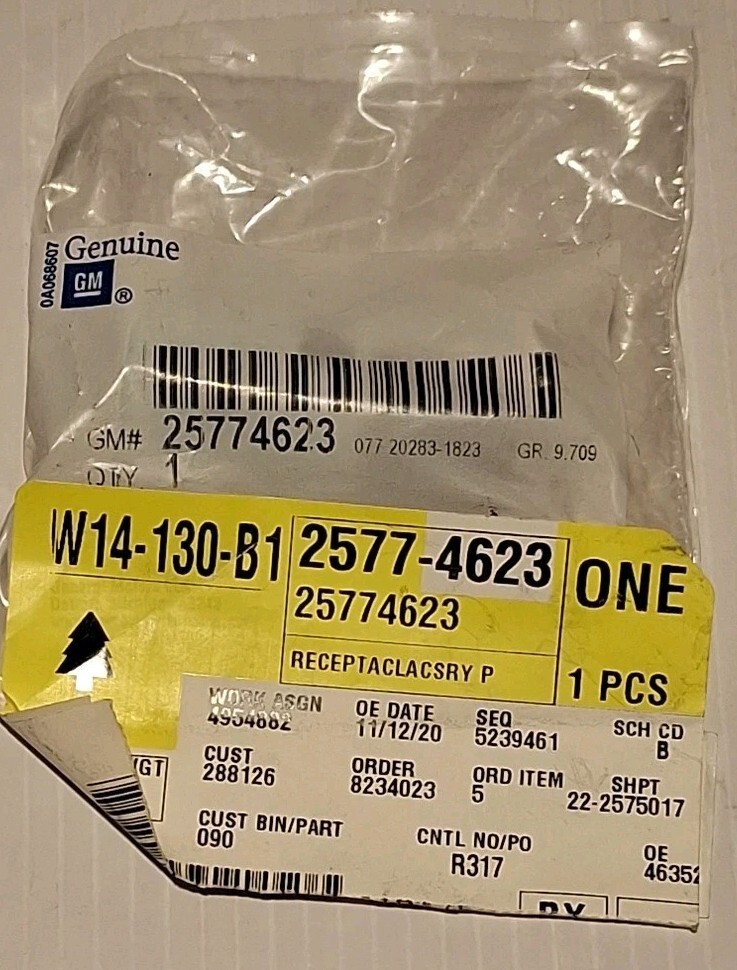 Genuine
0A068607
GM
®
GM# 25774623 077 20283-1823 GR. 9.709
QTY. 1
W14-130-B1 2577-4623 ONE
25774623
RECEPTACLACSRY P 1 PCS
WORK ASGN OE DATE SEQ SCH CD
4954882 11/12/20 5239461 B
CUST ORDER ORD ITEM SHPT
288126 8234023 5 22-2575017
CUST BIN/PART CNTL NO/PO OE
090 R317 46352